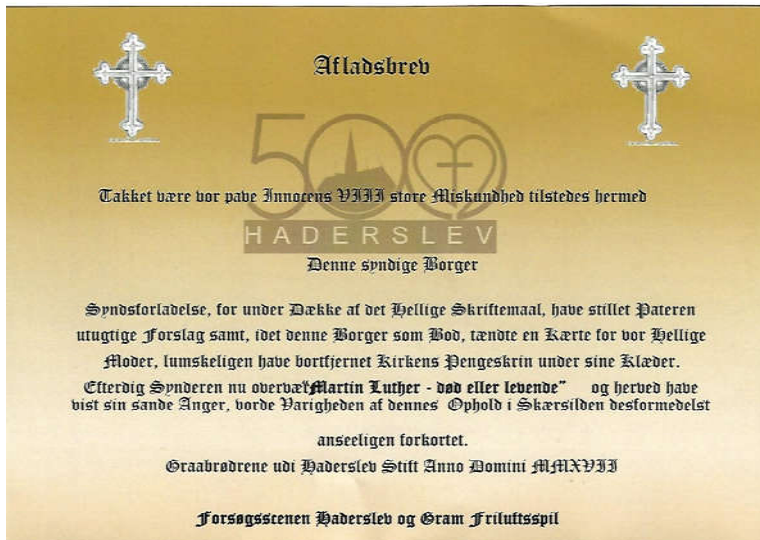 Afladsbrev
500
Takket være vor pave Innocens VIII store Miskundhed tilstedes hermed
HADERSLEV
Denne syndige Borger
Syndsforladelse, for under Dække af det Hellige Skriftemaal, have stillet Pateren
utugtige Forslag samt, idet denne Borger som Bod, tændte en Kærte for vor Hellige
Moder, lumskeligen have bortfjernet Kirkens Pengeskrin under sine Klæder.
Efterdig Synderen nu overvær "Martin Luther - død eller levende" og herved have
vist sin sande Anger, vorde Varigheden af dennes Ophold i Skærsilden desformedelst
anseeligen forkortet.
Graabrødrene udi Haderslev Stift Anno Domini MMXVII
Forsøgsscenen Haderslev og Gram Friluftsspil